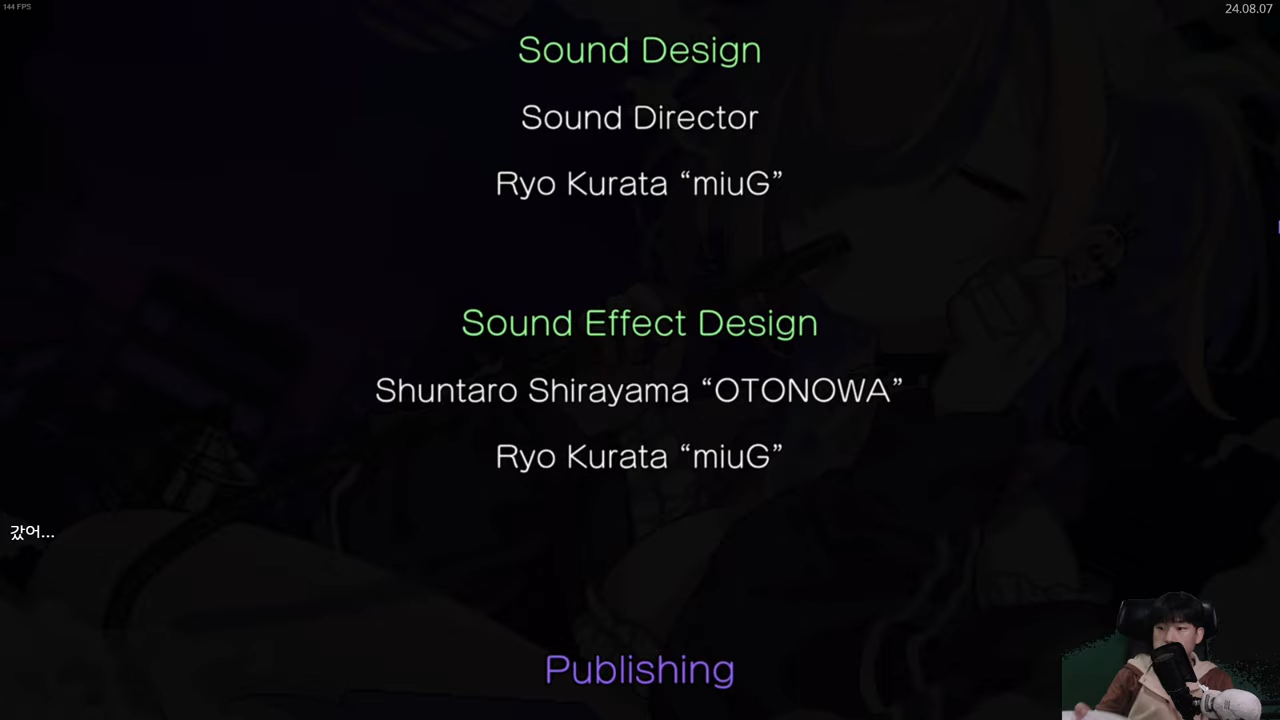 144 FPS
24.08.07
Sound Design
Sound Director
Ryo Kurata “miuG”
Sound Effect Design
Shuntaro Shirayama “OTONOWA”
Ryo Kurata “miuG”
갔어...
Publishing